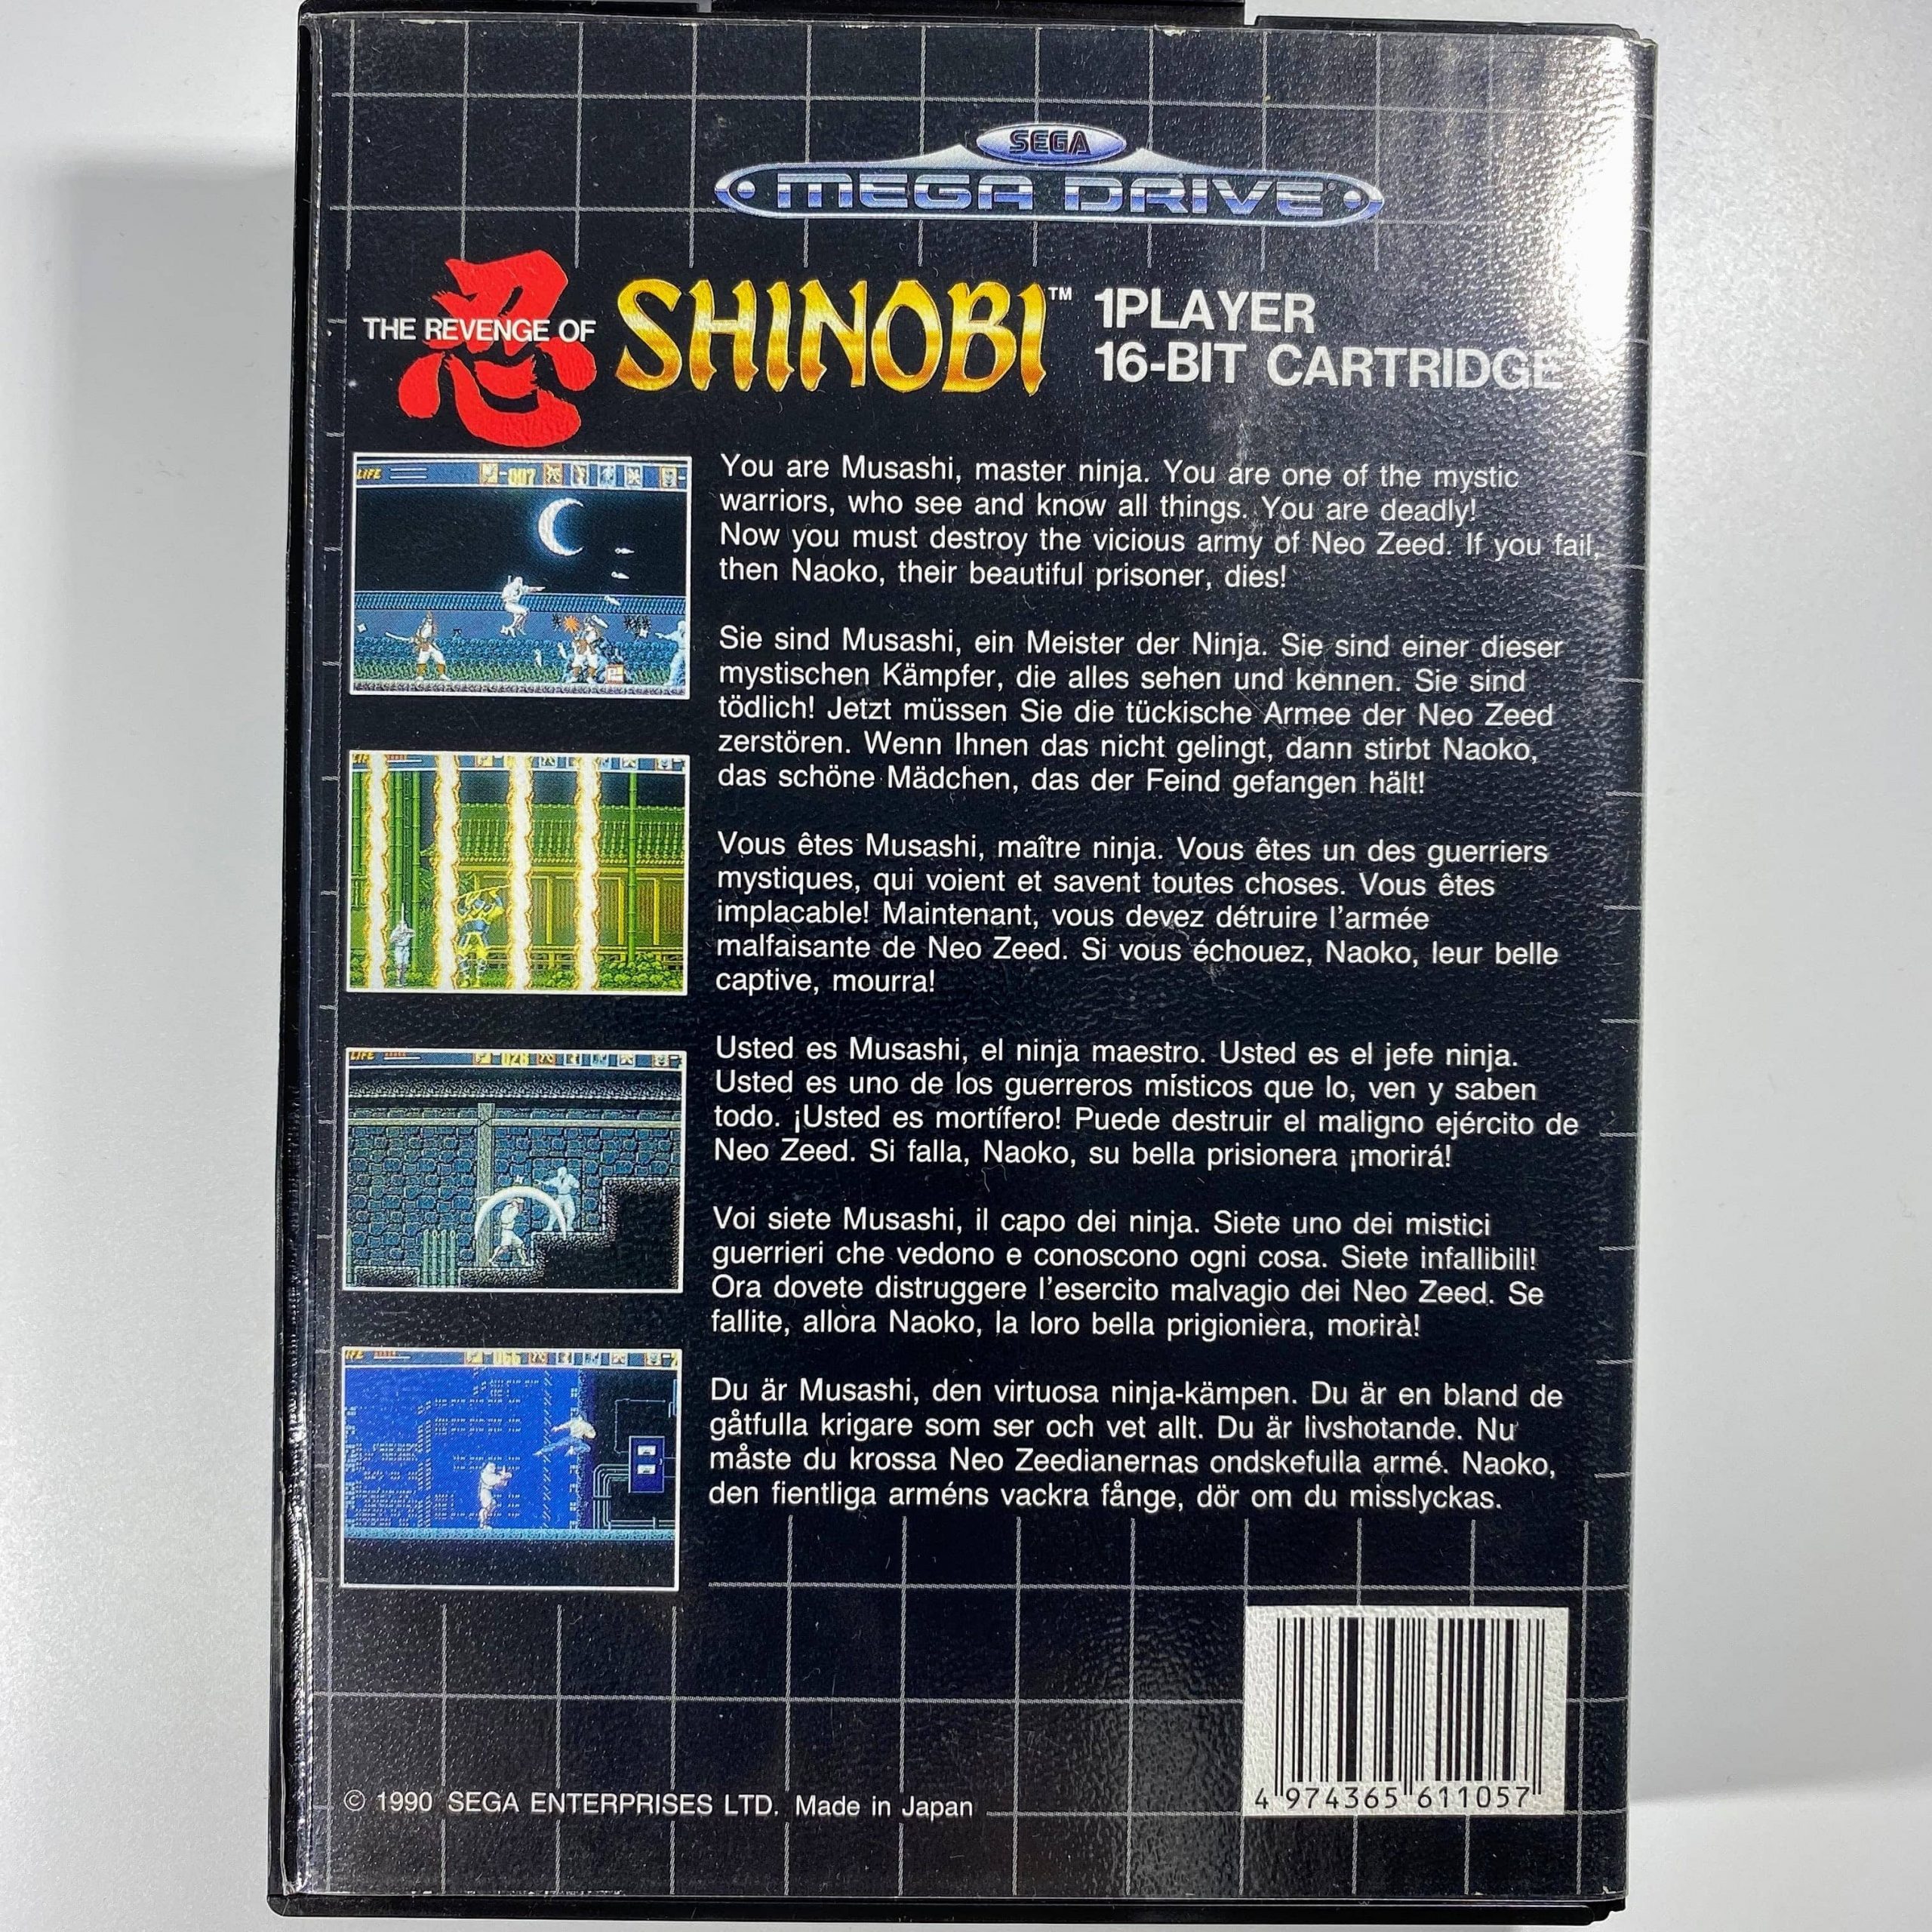 SEGA
MEGA DRIVE
忍
THE REVENGE OF SHINOBI™
1PLAYER
16-BIT CARTRIDGE
LIFE
007
You are Musashi, master ninja. You are one of the mystic
warriors, who see and know all things. You are deadly!
Now you must destroy the vicious army of Neo Zeed. If you fail,
then Naoko, their beautiful prisoner, dies!
Sie sind Musashi, ein Meister der Ninja. Sie sind einer dieser
mystischen Kämpfer, die alles sehen und kennen. Sie sind
tödlich! Jetzt müssen Sie die tückische Armee der Neo Zeed
zerstören. Wenn Ihnen das nicht gelingt, dann stirbt Naoko,
das schöne Mädchen, das der Feind gefangen hält!
Vous êtes Musashi, maître ninja. Vous êtes un des guerriers
mystiques, qui voient et savent toutes choses. Vous êtes
implacable! Maintenant, vous devez détruire l'armée
malfaisante de Neo Zeed. Si vous échouez, Naoko, leur belle
captive, mourra!
LIFE
028
Usted es Musashi, el ninja maestro. Usted es el jefe ninja.
Usted es uno de los guerreros místicos que lo, ven y saben
todo. ¡Usted es mortífero! Puede destruir el maligno ejército de
Neo Zeed. Si falla, Naoko, su bella prisionera ¡morirá!
Voi siete Musashi, il capo dei ninja. Siete uno dei mistici
guerrieri che vedono e conoscono ogni cosa. Siete infallibili!
Ora dovete distruggere l'esercito malvagio dei Neo Zeed. Se
fallite, allora Naoko, la loro bella prigioniera, morirà!
Du är Musashi, den virtuosa ninja-kämpen. Du är en bland de
gåtfulla krigare som ser och vet allt. Du är livshotande. Nu
måste du krossa Neo Zeedianernas ondskefulla armé. Naoko,
den fientliga arméns vackra fånge, dör om du misslyckas.
© 1990 SEGA ENTERPRISES LTD. Made in Japan
4 974365 611057